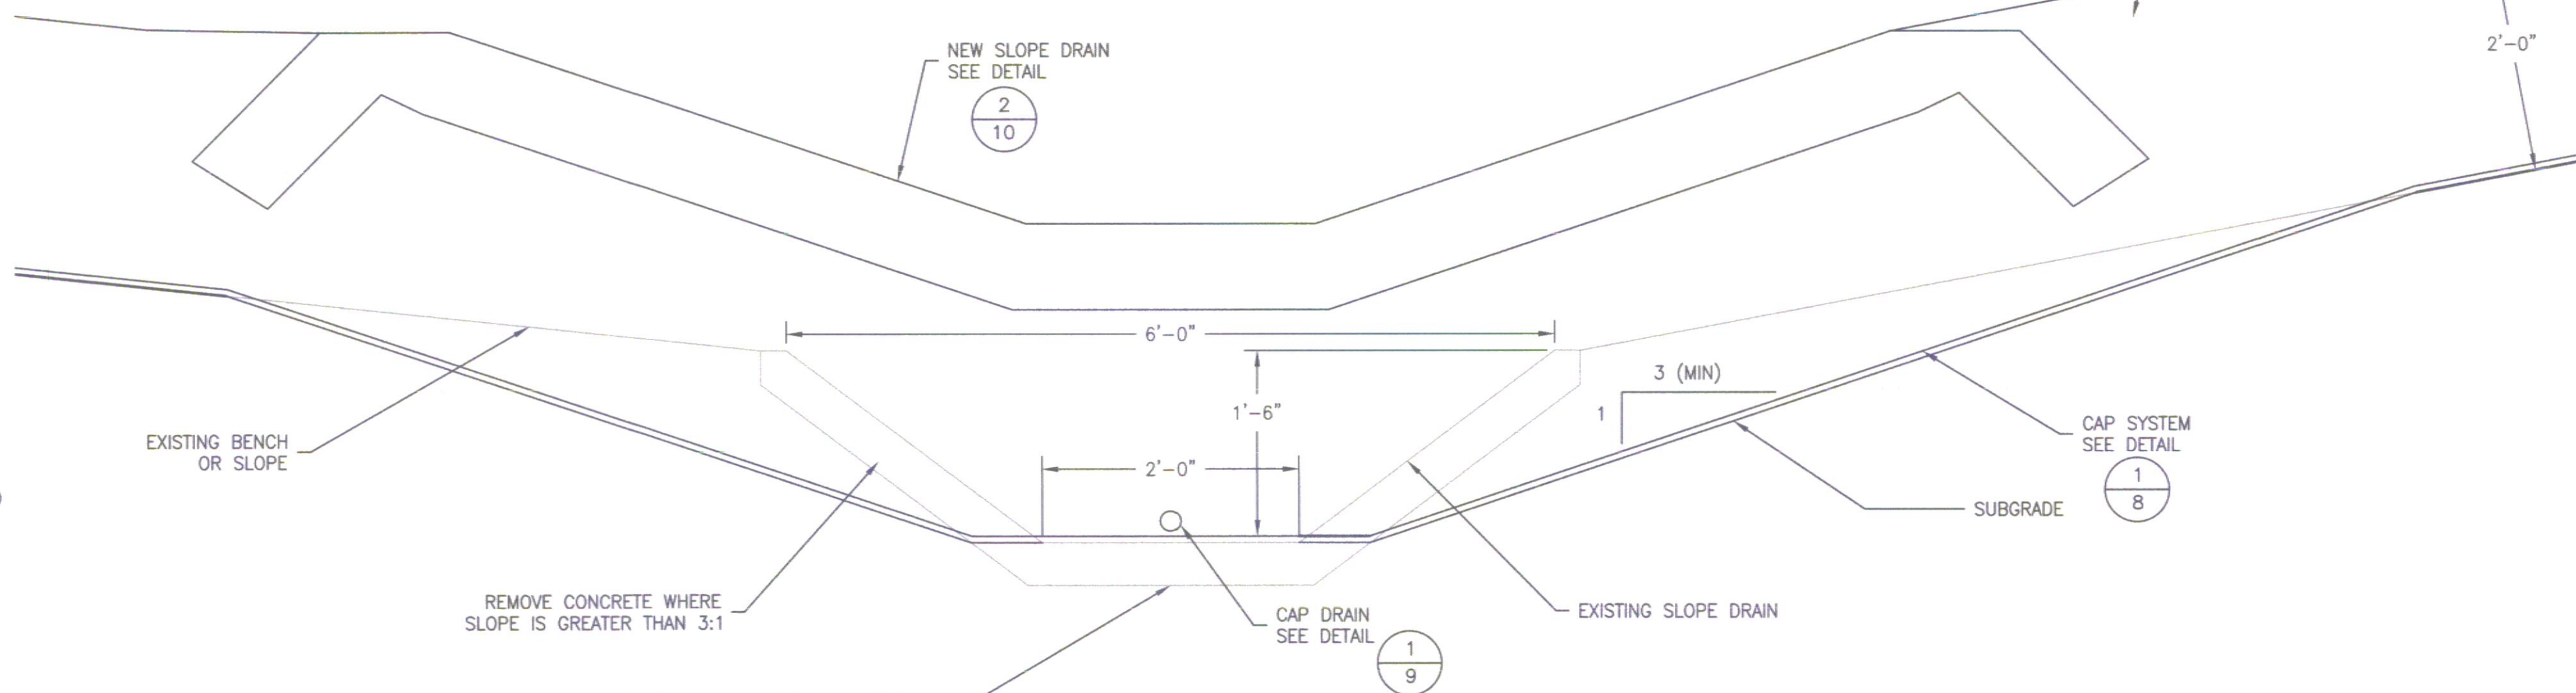 2'-0"
NEW SLOPE DRAIN
SEE DETAIL
2
10
6'-0"
3 (MIN)
1
1'-6"
2'-0"
EXISTING BENCH
OR SLOPE
CAP SYSTEM
SEE DETAIL
1
8
SUBGRADE
REMOVE CONCRETE WHERE
SLOPE IS GREATER THAN 3:1
CAP DRAIN
SEE DETAIL
1
9
EXISTING SLOPE DRAIN